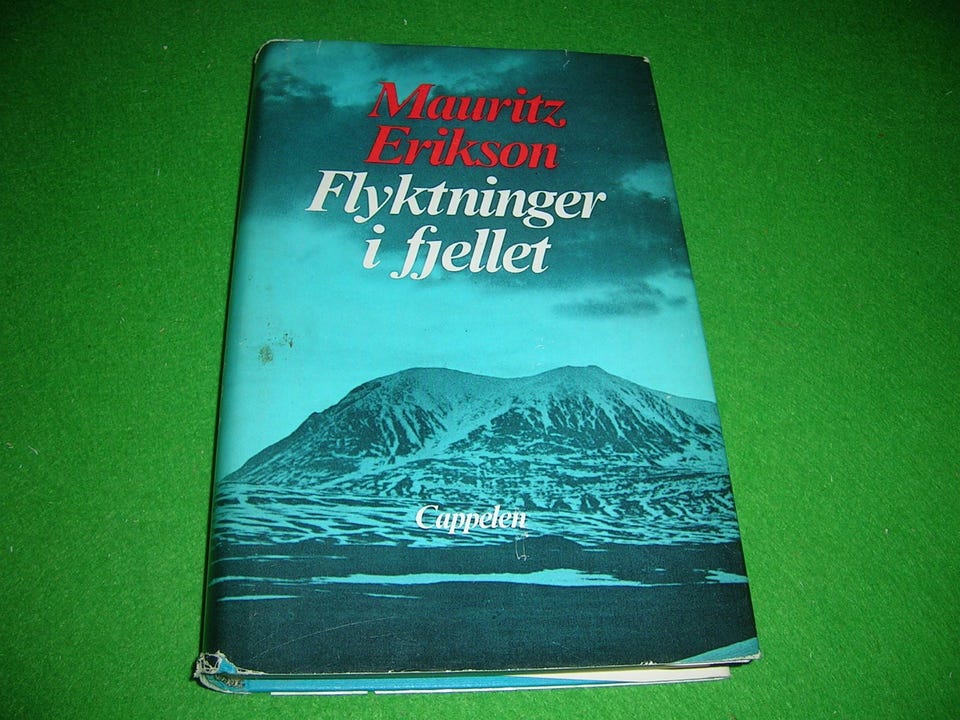 Mauritz
Erikson
Flyktninger
i fjellet
Cappelen